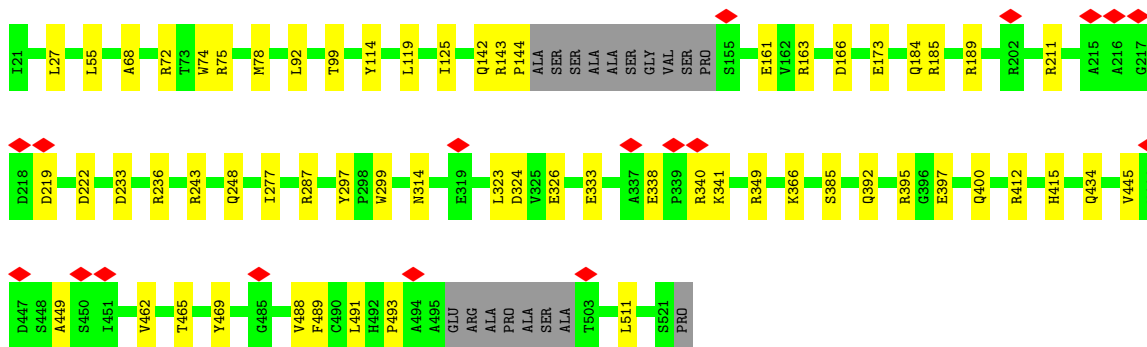 I21 L27 L55 A68 R72 T73 W74 R75 M78 L92 T99 Y114 L119 I125 Q142 R143 P144 ALA SER SER ALA ALA SER GLY VAL SER PRO S155 E161 V162 R163 D166 E173 Q184 R185 R189 R202 R211 A215 A216 G217
D218 D219 D222 D233 R236 R243 Q248 I277 R287 Y297 P298 W299 N314 E319 L323 D324 V325 E326 E333 A337 E338 P339 R340 K341 R349 K366 S385 Q392 R395 G396 E397 Q400 R412 H415 Q434 V445
D447 S448 A449 S450 I451 V462 T465 Y469 G485 V488 F489 C490 L491 H492 P493 A494 A495 GLU ARG ALA PRO ALA SER ALA T503 L511 S521 PRO